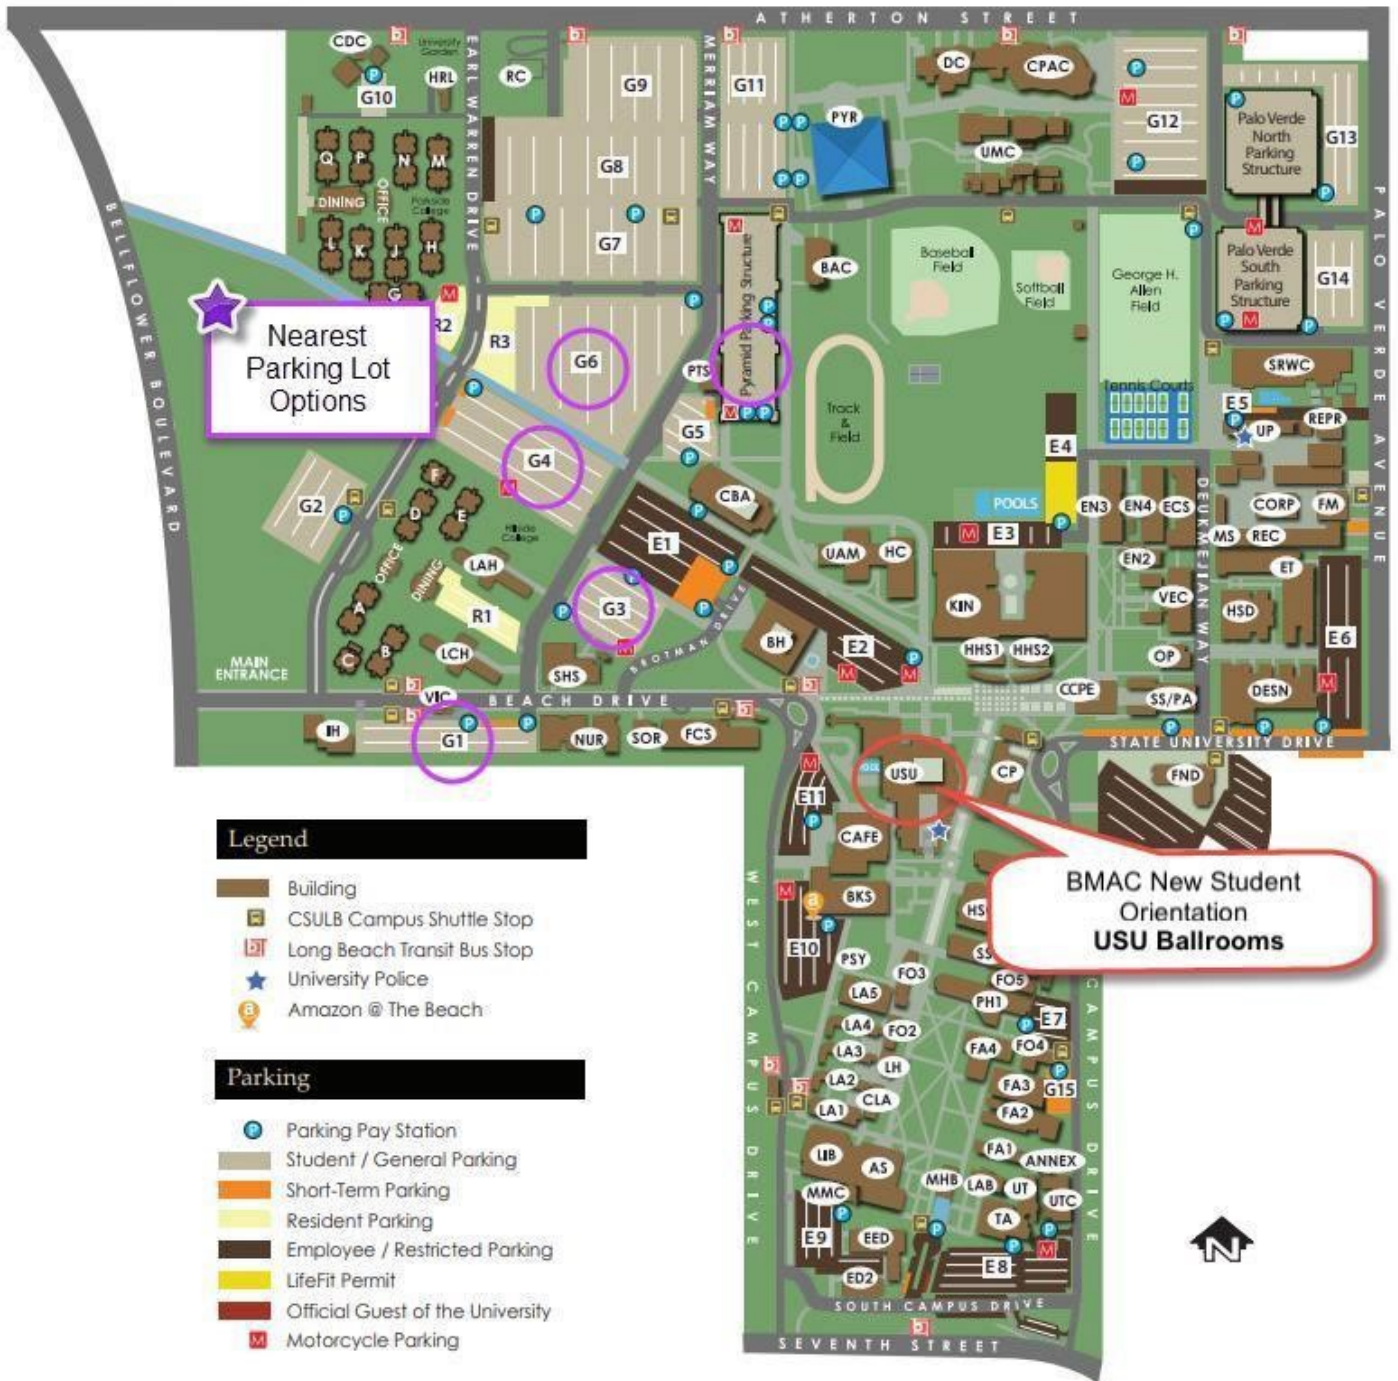 ATHERTON STREET
CDC
University
Garden
HRL
G10
EARL WARREN DRIVE
RC
G9
MERRIAM WAY
G11
PYR
DC
CPAC
UMC
G12
Palo Verde
North
Parking
Structure
G13
PALO VERDE AVENUE
Q
P
N
M
DINING
OFFICE
Parkside
College
L
K
J
H
G
G8
G7
Pyramid Parking Structure
BAC
Baseball
Field
Softball
Field
George H.
Allen
Field
Palo Verde
South
Parking
Structure
G14
BELLFLOWER BOULEVARD
Nearest
Parking Lot
Options
R2
R3
G6
PTS
G5
Track
&
Field
Tennis Courts
SRWC
E5
UP
REPR
G4
G2
F
D
E
Hillside
College
OFFICE
DINING
LAH
A
R1
C
B
LCH
CBA
E1
G3
BROTMAN DRIVE
SHS
BH
E2
UAM
HC
POOLS
E4
E3
KIN
HHS1
HHS2
EN3
EN4
ECS
DEUKMEJIAN WAY
EN2
VEC
OP
CORP
FM
MS
REC
ET
HSD
E6
DESN
MAIN
ENTRANCE
VIC
BEACH DRIVE
CCPE
SS/PA
STATE UNIVERSITY DRIVE
IH
G1
NUR
SOR
FCS
POOL
USU
CP
FND
E11
CAFE
BKS
E10
a
WEST CAMPUS DRIVE
BMAC New Student
Orientation
USU Ballrooms
HS
SS
PSY
FO3
FO5
LA5
PH1
E7
LA4
FO2
LA3
LH
FA4
FO4
LA2
CLA
FA3
G15
LA1
FA2
CAMPUS DRIVE
LIB
AS
FA1
ANNEX
MMC
MHB
LAB
UT
UTC
TA
E9
EED
ED2
E8
SOUTH CAMPUS DRIVE
SEVENTH STREET
N
Legend
Building
CSULB Campus Shuttle Stop
Long Beach Transit Bus Stop
University Police
Amazon @ The Beach
Parking
Parking Pay Station
Student / General Parking
Short-Term Parking
Resident Parking
Employee / Restricted Parking
LifeFit Permit
Official Guest of the University
Motorcycle Parking